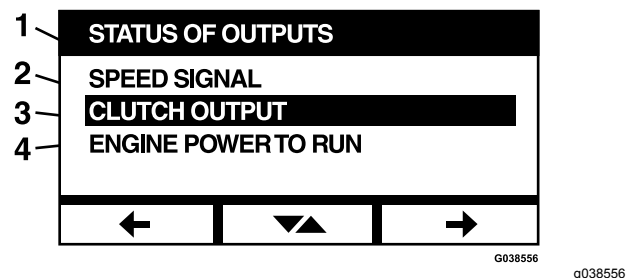 1
STATUS OF OUTPUTS
2
SPEED SIGNAL
3
CLUTCH OUTPUT
4
ENGINE POWER TO RUN
G038556
g038556